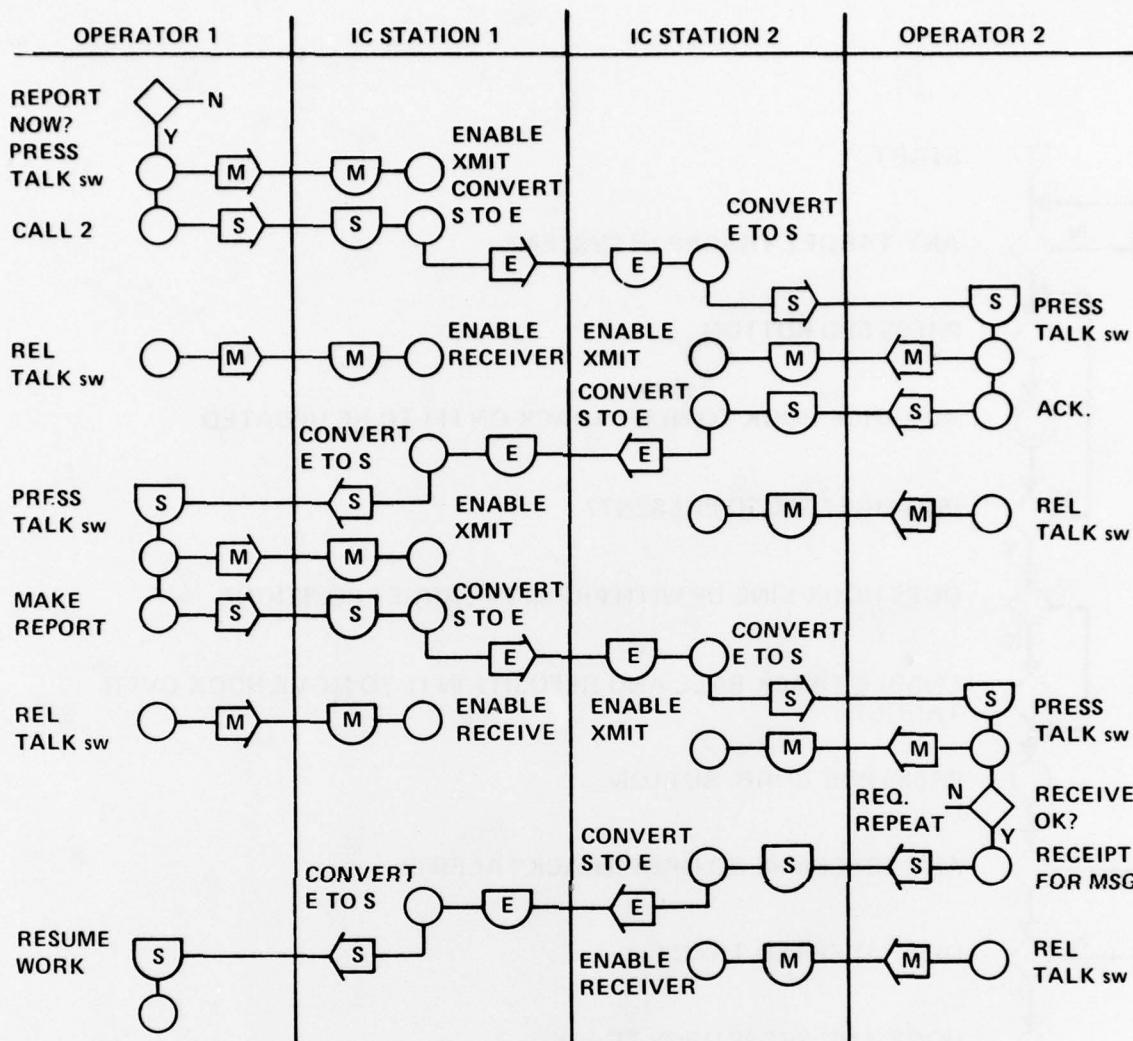 OPERATOR 1 IC STATION 1 IC STATION 2 OPERATOR 2
REPORT
NOW?
N
Y
PRESS
TALK sw
M M
ENABLE
XMIT
CONVERT
S TO E
CALL 2
S S
CONVERT
E TO S
E E
S S
PRESS
TALK sw
REL
TALK sw
M M
ENABLE
RECEIVER
ENABLE
XMIT
M M
CONVERT
S TO E
S S
ACK.
CONVERT
E TO S
E E
PRESS
TALK sw
S S
ENABLE
XMIT
M M
REL
TALK sw
M M
MAKE
REPORT
S S
CONVERT
S TO E
E E
CONVERT
E TO S
S S
PRESS
TALK sw
REL
TALK sw
M M
ENABLE
RECEIVE
ENABLE
XMIT
M M
REQ.
REPEAT
N
RECEIVE
OK?
Y
CONVERT
S TO E
S S
RECEIPT
FOR MSG
CONVERT
E TO S
E E
RESUME
WORK
S S
ENABLE
RECEIVER
M M
REL
TALK sw